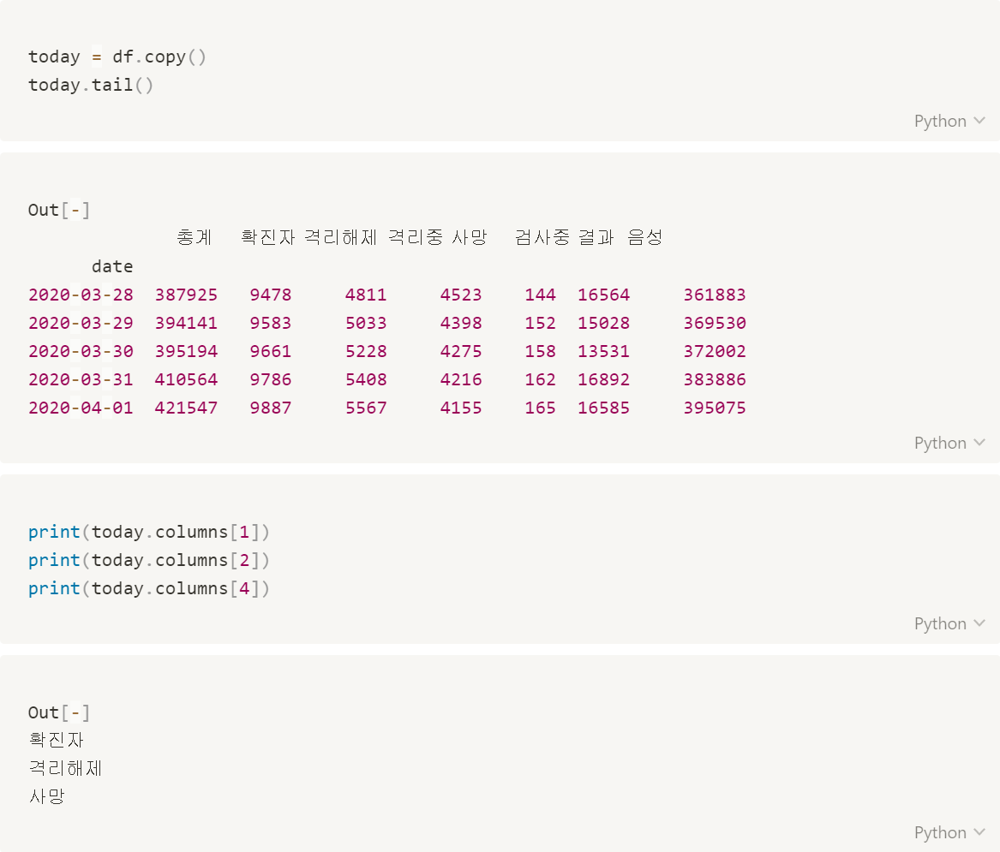 today = df.copy()
today.tail()
Python
Out[-]
총계 확진자 격리해제 격리중 사망 검사중 결과 음성
date
2020-03-28 387925 9478 4811 4523 144 16564 361883
2020-03-29 394141 9583 5033 4398 152 15028 369530
2020-03-30 395194 9661 5228 4275 158 13531 372002
2020-03-31 410564 9786 5408 4216 162 16892 383886
2020-04-01 421547 9887 5567 4155 165 16585 395075
Python
print(today.columns[1])
print(today.columns[2])
print(today.columns[4])
Python
Out[-]
확진자
격리해제
사망
Python